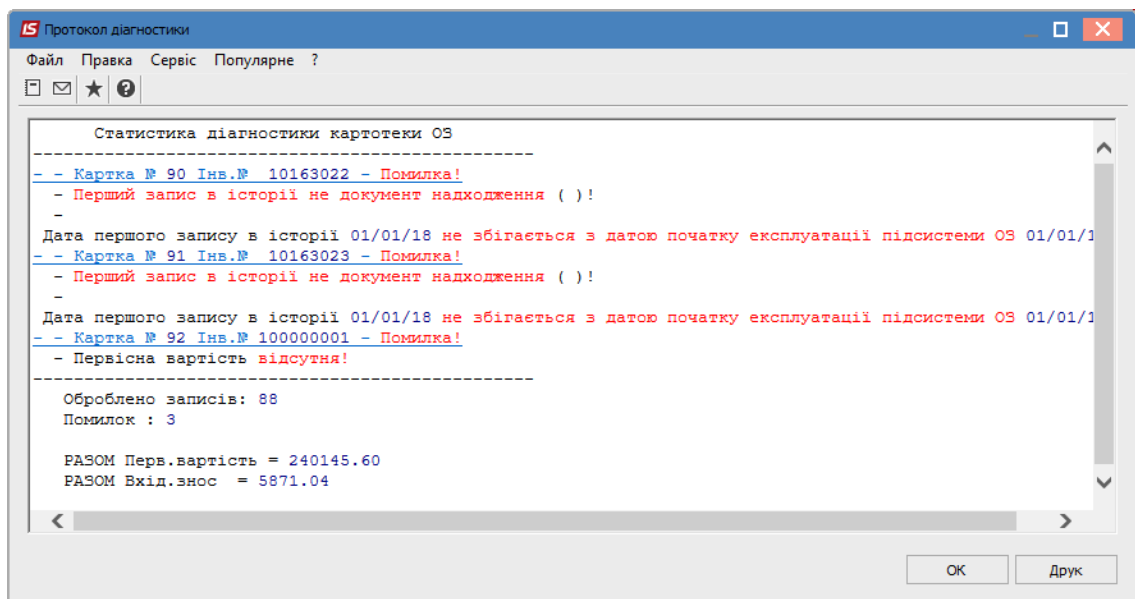 Протокол діагностики
Файл Правка Сервіс Популярне ?
Статистика діагностики картотеки ОЗ
-------------------------------------------------
- - Картка № 90 Інв.№ 10163022 - Помилка!
- Перший запис в історії не документ надходження ( )!
-
Дата першого запису в історії 01/01/18 не збігається з датою початку експлуатації підсистеми ОЗ 01/01/1
- - Картка № 91 Інв.№ 10163023 - Помилка!
- Перший запис в історії не документ надходження ( )!
-
Дата першого запису в історії 01/01/18 не збігається з датою початку експлуатації підсистеми ОЗ 01/01/1
- - Картка № 92 Інв.№ 100000001 - Помилка!
- Первісна вартість відсутня!
-------------------------------------------------
Оброблено записів: 88
Помилок : 3
РАЗОМ Перв.вартість = 240145.60
РАЗОМ Вхід.знос = 5871.04
ОК Друк